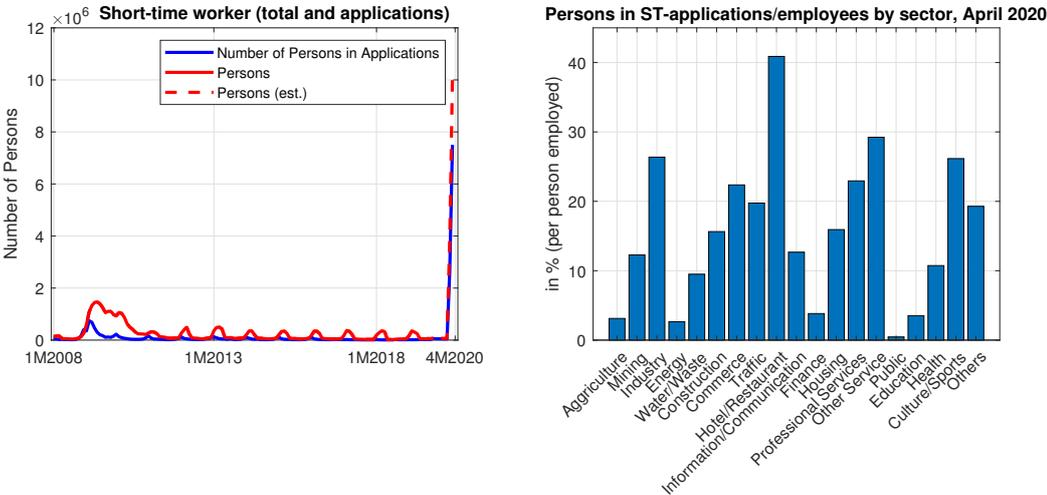 Short-time worker (total and applications)
×10^6
12
10
8
6
4
2
0
Number of Persons
Number of Persons in Applications
Persons
Persons (est.)
1M2008
1M2013
1M2018
4M2020
Persons in ST-applications/employees by sector, April 2020
40
30
20
10
0
in % (per person employed)
Aggriculture
Mining
Industry
Energy
Water/Waste
Construction
Commerce
Traffic
Hotel/Restaurant
Information/Communication
Finance
Housing
Professional Services
Other Service
Public
Education
Health
Culture/Sports
Others